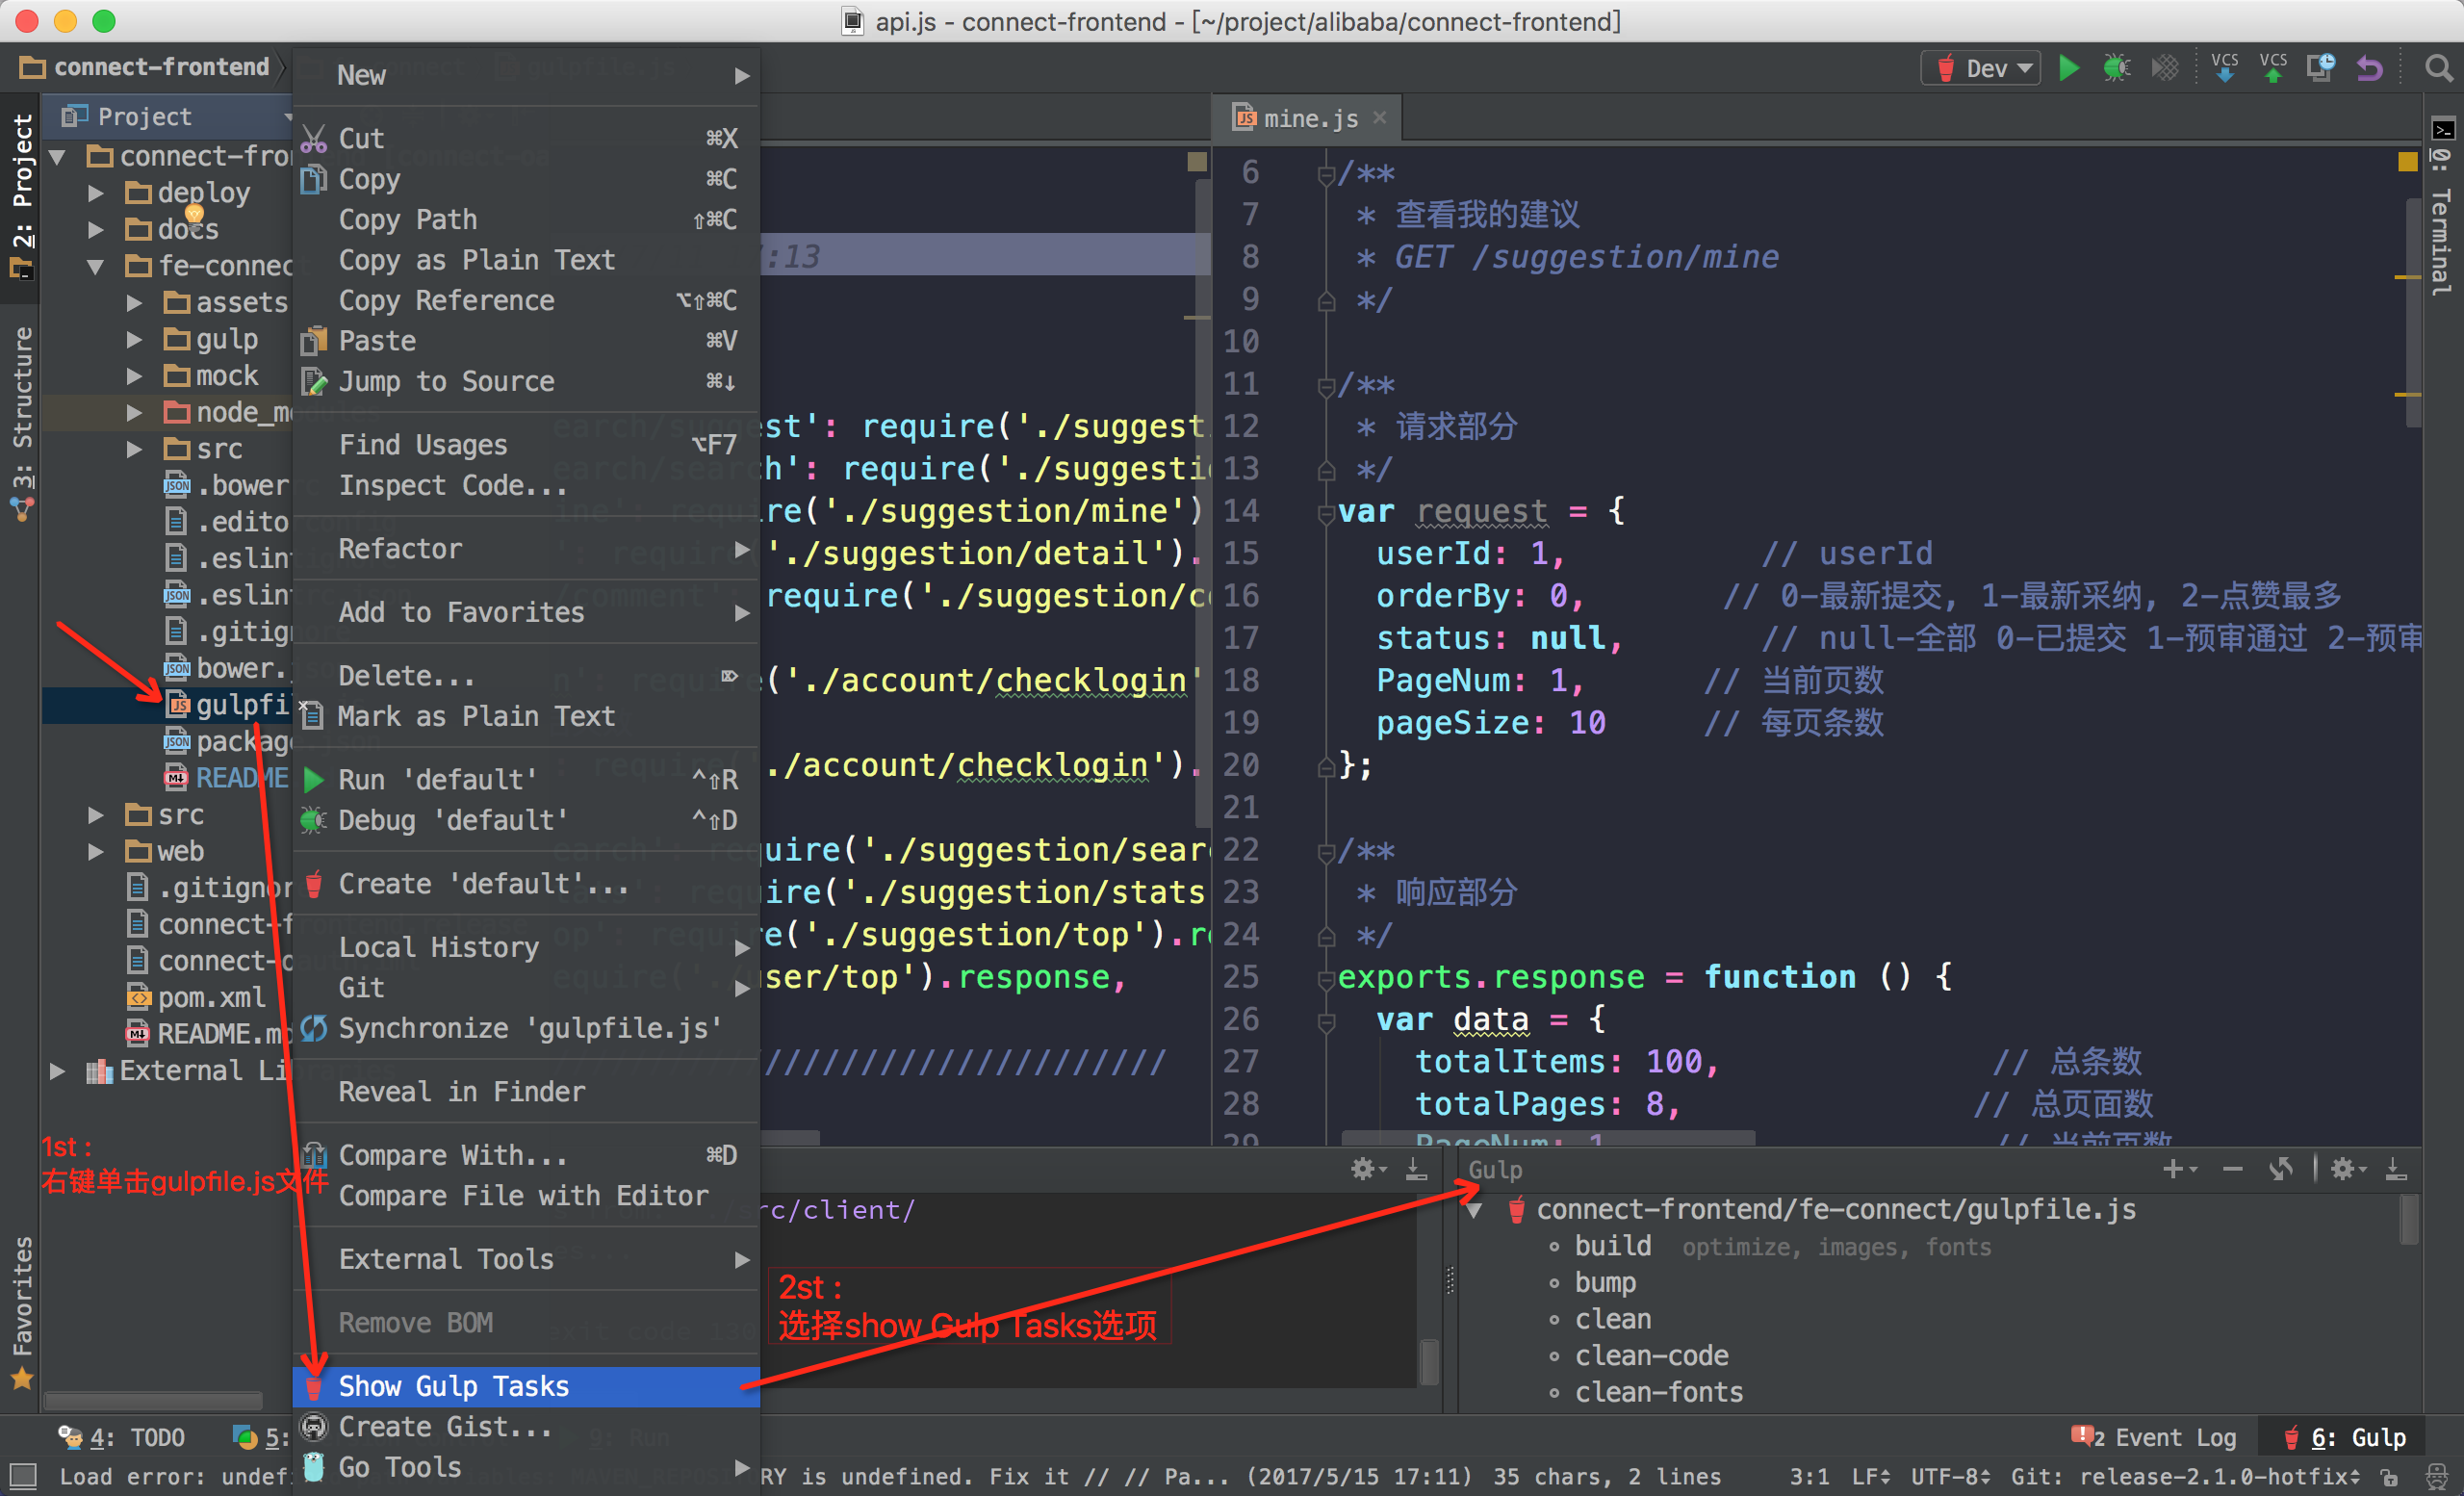 api.js - connect-frontend - [~/project/alibaba/connect-frontend]
connect-frontend
Dev
VCS
VCS
Project
mine.js
2: Project
3: Structure
Favorites
0: Terminal
connect-fron
deploy
docs
fe-connec
assets
gulp
mock
node_m
src
.bower
.edito
.eslin
.eslin
.gitig
bower.
gulpfi
package
README
src
web
.gitignor
connect-f
connect-o
pom.xml
README.md
External Li
1st :
右键单击gulpfile.js文件
New
Cut ⌘X
Copy ⌘C
Copy Path ⇧⌘C
Copy as Plain Text
Copy Reference ⌥⇧⌘C
Paste ⌘V
Jump to Source ⌘↓
Find Usages ⌥F7
Inspect Code...
Refactor
Add to Favorites
Delete... ⌦
Mark as Plain Text
Run 'default' ^⇧R
Debug 'default' ^⇧D
Create 'default'...
Local History
Git
Synchronize 'gulpfile.js'
Reveal in Finder
Compare With... ⌘D
Compare File with Editor
External Tools
Remove BOM
Show Gulp Tasks
Create Gist...
Go Tools
:13
est': require('./suggest
h': require('./suggesti
re('./suggestion/mine')
'./suggestion/detail').
require('./suggestion/c
('./account/checklogin'
'./account/checklogin').
uire('./suggestion/sear
ire('./suggestion/stats
e('./suggestion/top').r
ser/top').response,
/////////////////////
6 /**
7 * 查看我的建议
8 * GET /suggestion/mine
9 */
10
11 /**
12 * 请求部分
13 */
14 var request = {
15 userId: 1, // userId
16 orderBy: 0, // 0-最新提交, 1-最新采纳, 2-点赞最多
17 status: null, // null-全部 0-已提交 1-预审通过 2-预审
18 PageNum: 1, // 当前页数
19 pageSize: 10 // 每页条数
20 };
21
22 /**
23 * 响应部分
24 */
25 exports.response = function () {
26 var data = {
27 totalItems: 100, // 总条数
28 totalPages: 8, // 总页面数
29 PageNum: 1 // 当前页数
rc/client/
2st :
选择show Gulp Tasks选项
Gulp
connect-frontend/fe-connect/gulpfile.js
build optimize, images, fonts
bump
clean
clean-code
clean-fonts
4: TODO
5:
2 Event Log
6: Gulp
Load error: undefi
RY is undefined. Fix it // // Pa... (2017/5/15 17:11) 35 chars, 2 lines
3:1 LF UTF-8 Git: release-2.1.0-hotfix